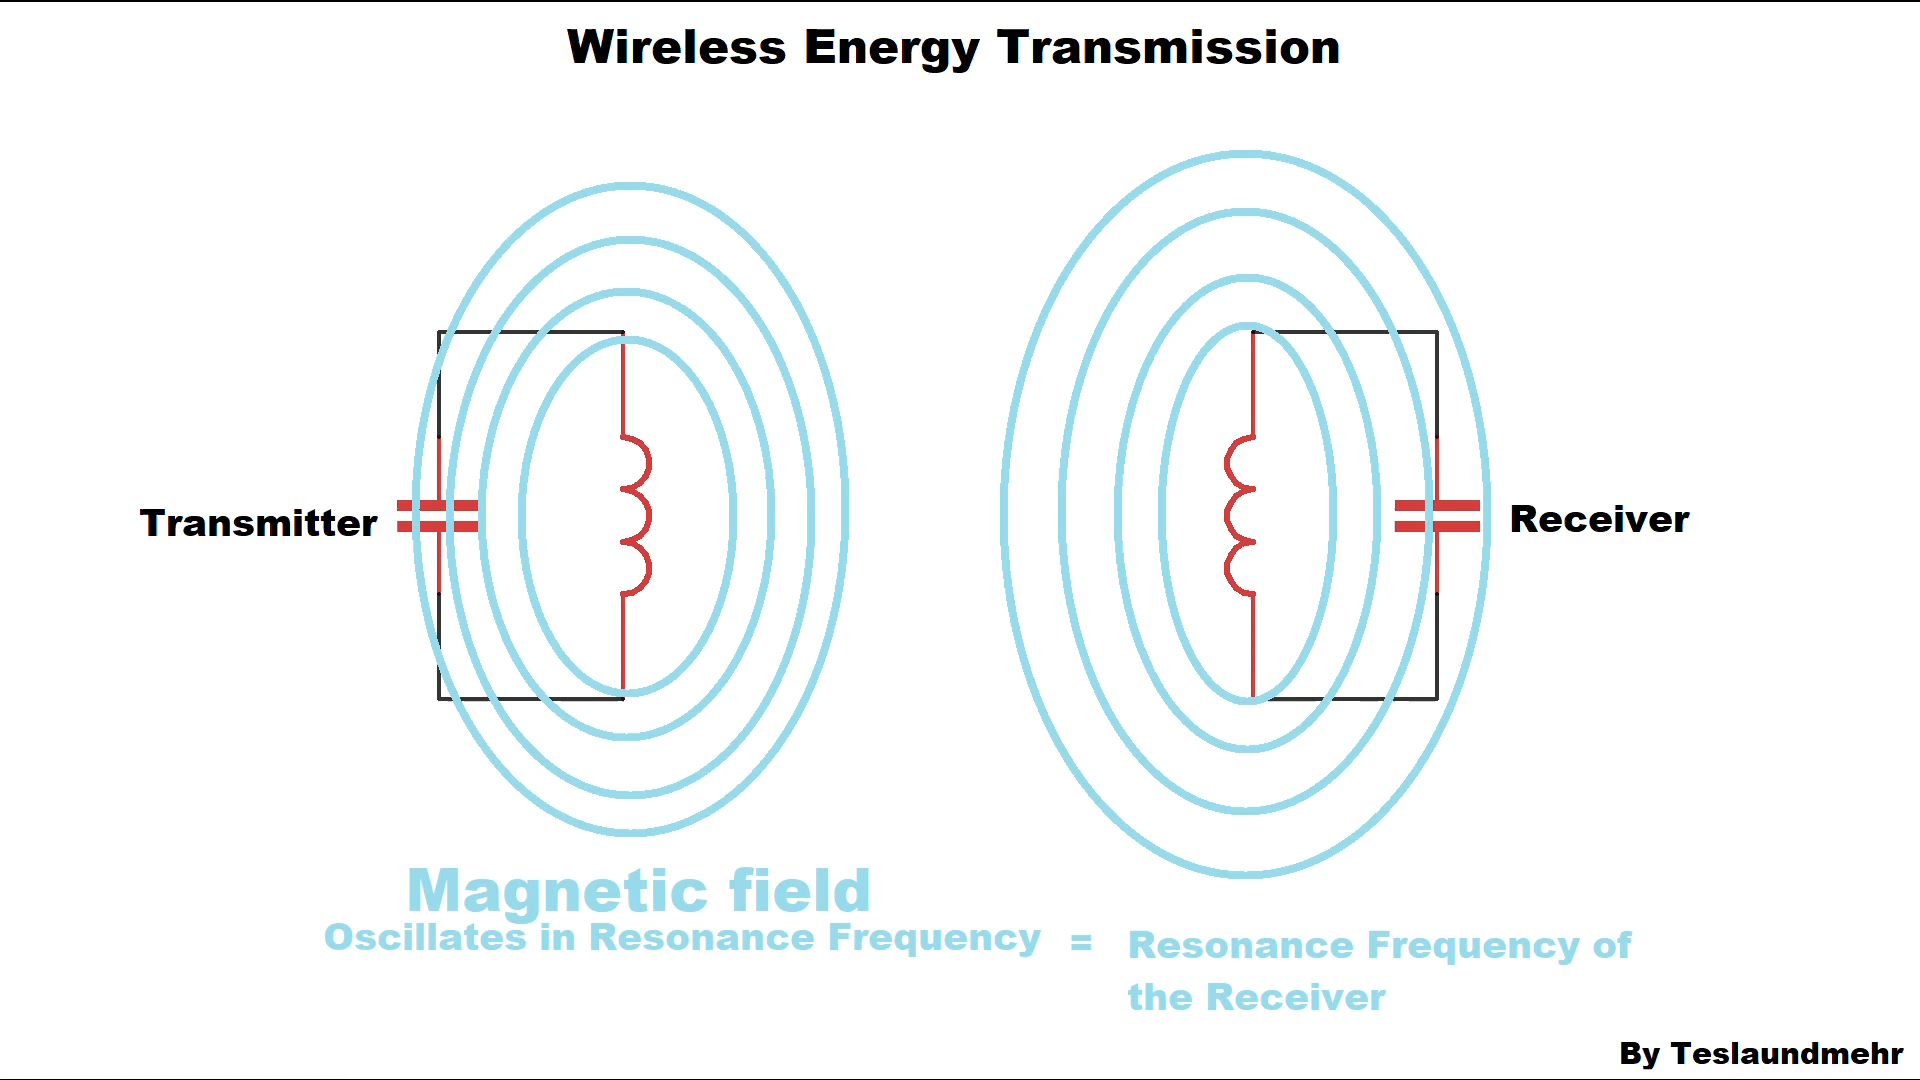 Wireless Energy Transmission
Transmitter
Receiver
Magnetic field
Oscillates in Resonance Frequency = Resonance Frequency of
the Receiver
By Teslaundmehr